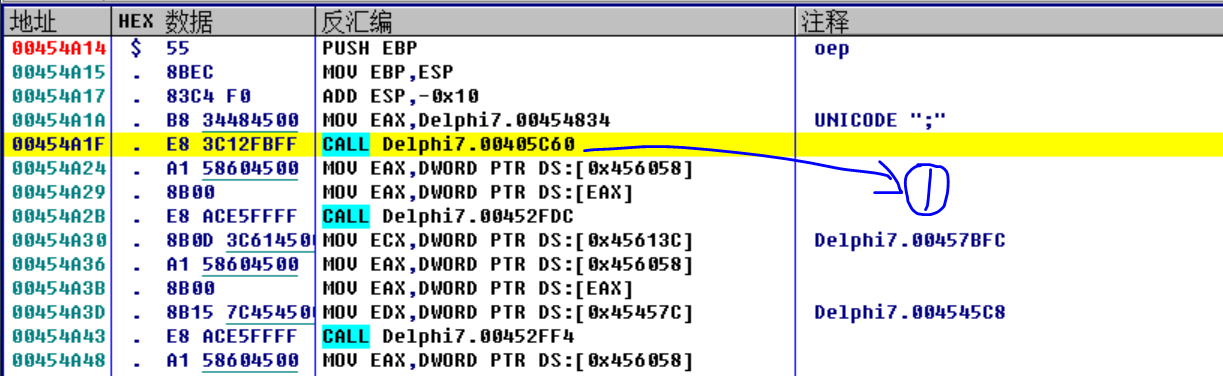 地址 HEX 数据 反汇编 注释
00454A14 $ 55 PUSH EBP oep
00454A15 . 8BEC MOV EBP,ESP
00454A17 . 83C4 F0 ADD ESP,-0x10
00454A1A . B8 34484500 MOV EAX,Delphi7.00454834 UNICODE ";"
00454A1F . E8 3C12FBFF CALL Delphi7.00405C60
00454A24 . A1 58604500 MOV EAX,DWORD PTR DS:[0x456058] 1
00454A29 . 8B00 MOV EAX,DWORD PTR DS:[EAX]
00454A2B . E8 ACE5FFFF CALL Delphi7.00452FDC
00454A30 . 8B0D 3C614500 MOV ECX,DWORD PTR DS:[0x45613C] Delphi7.00457BFC
00454A36 . A1 58604500 MOV EAX,DWORD PTR DS:[0x456058]
00454A3B . 8B00 MOV EAX,DWORD PTR DS:[EAX]
00454A3D . 8B15 7C454500 MOV EDX,DWORD PTR DS:[0x45457C] Delphi7.004545C8
00454A43 . E8 ACE5FFFF CALL Delphi7.00452FF4
00454A48 . A1 58604500 MOV EAX,DWORD PTR DS:[0x456058]